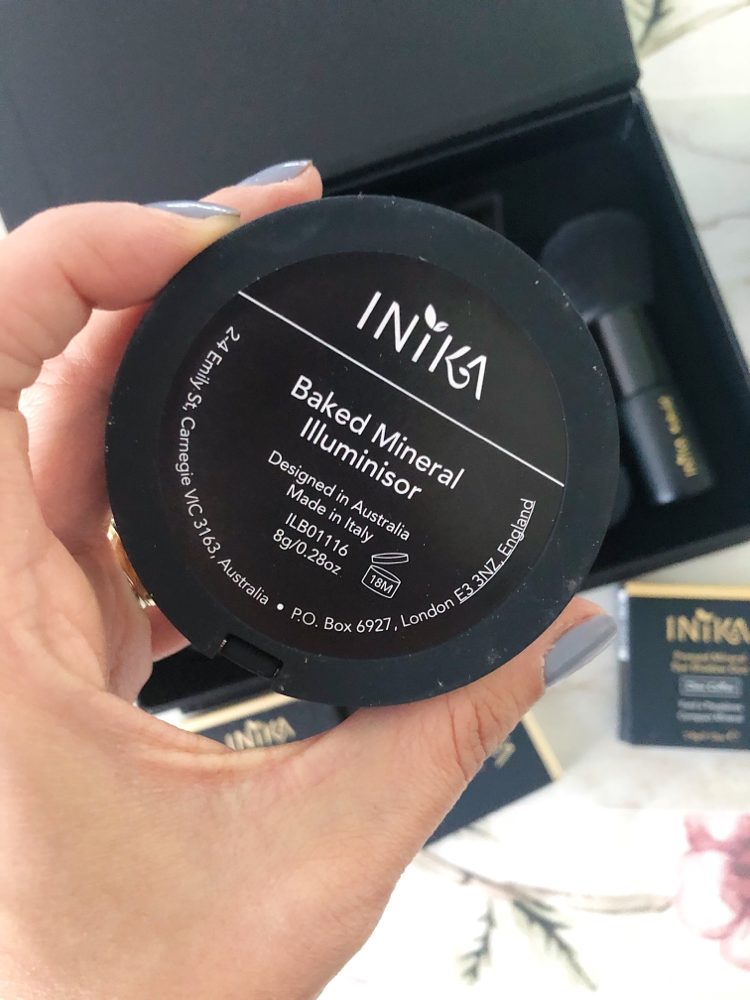 INIKA
Baked Mineral
Illuminisor
Designed in Australia
Made in Italy
ILB01116
8g/0.28oz
18M
2-4 Emily St, Carnegie VIC 3163, Australia • P.O. Box 6927, London E3 3NZ, England
INIKA
INIKA
INIKA